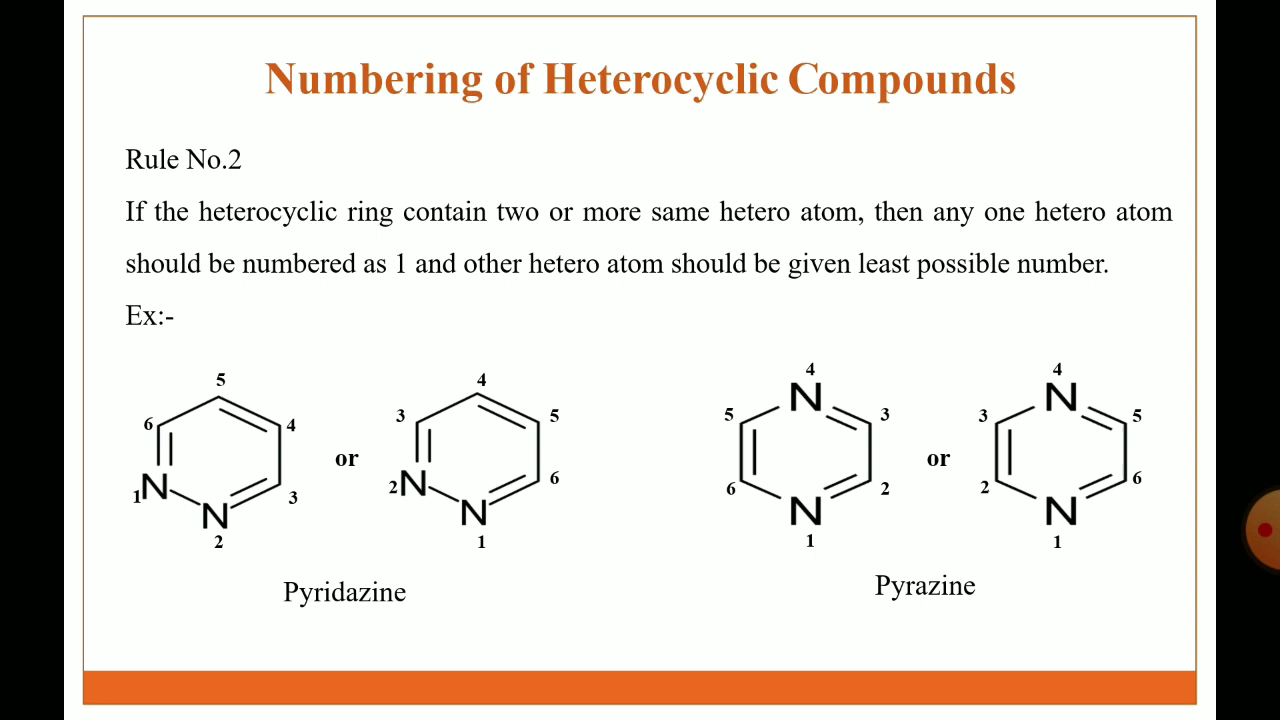 Numbering of Heterocyclic Compounds
Rule No.2
If the heterocyclic ring contain two or more same hetero atom, then any one hetero atom
should be numbered as 1 and other hetero atom should be given least possible number.
Ex:-
5
6
4
1
N
N
3
2
or
4
3
5
2
N
N
6
1
Pyridazine
4
N
5
3
6
2
N
1
or
4
N
3
5
2
6
N
1
Pyrazine